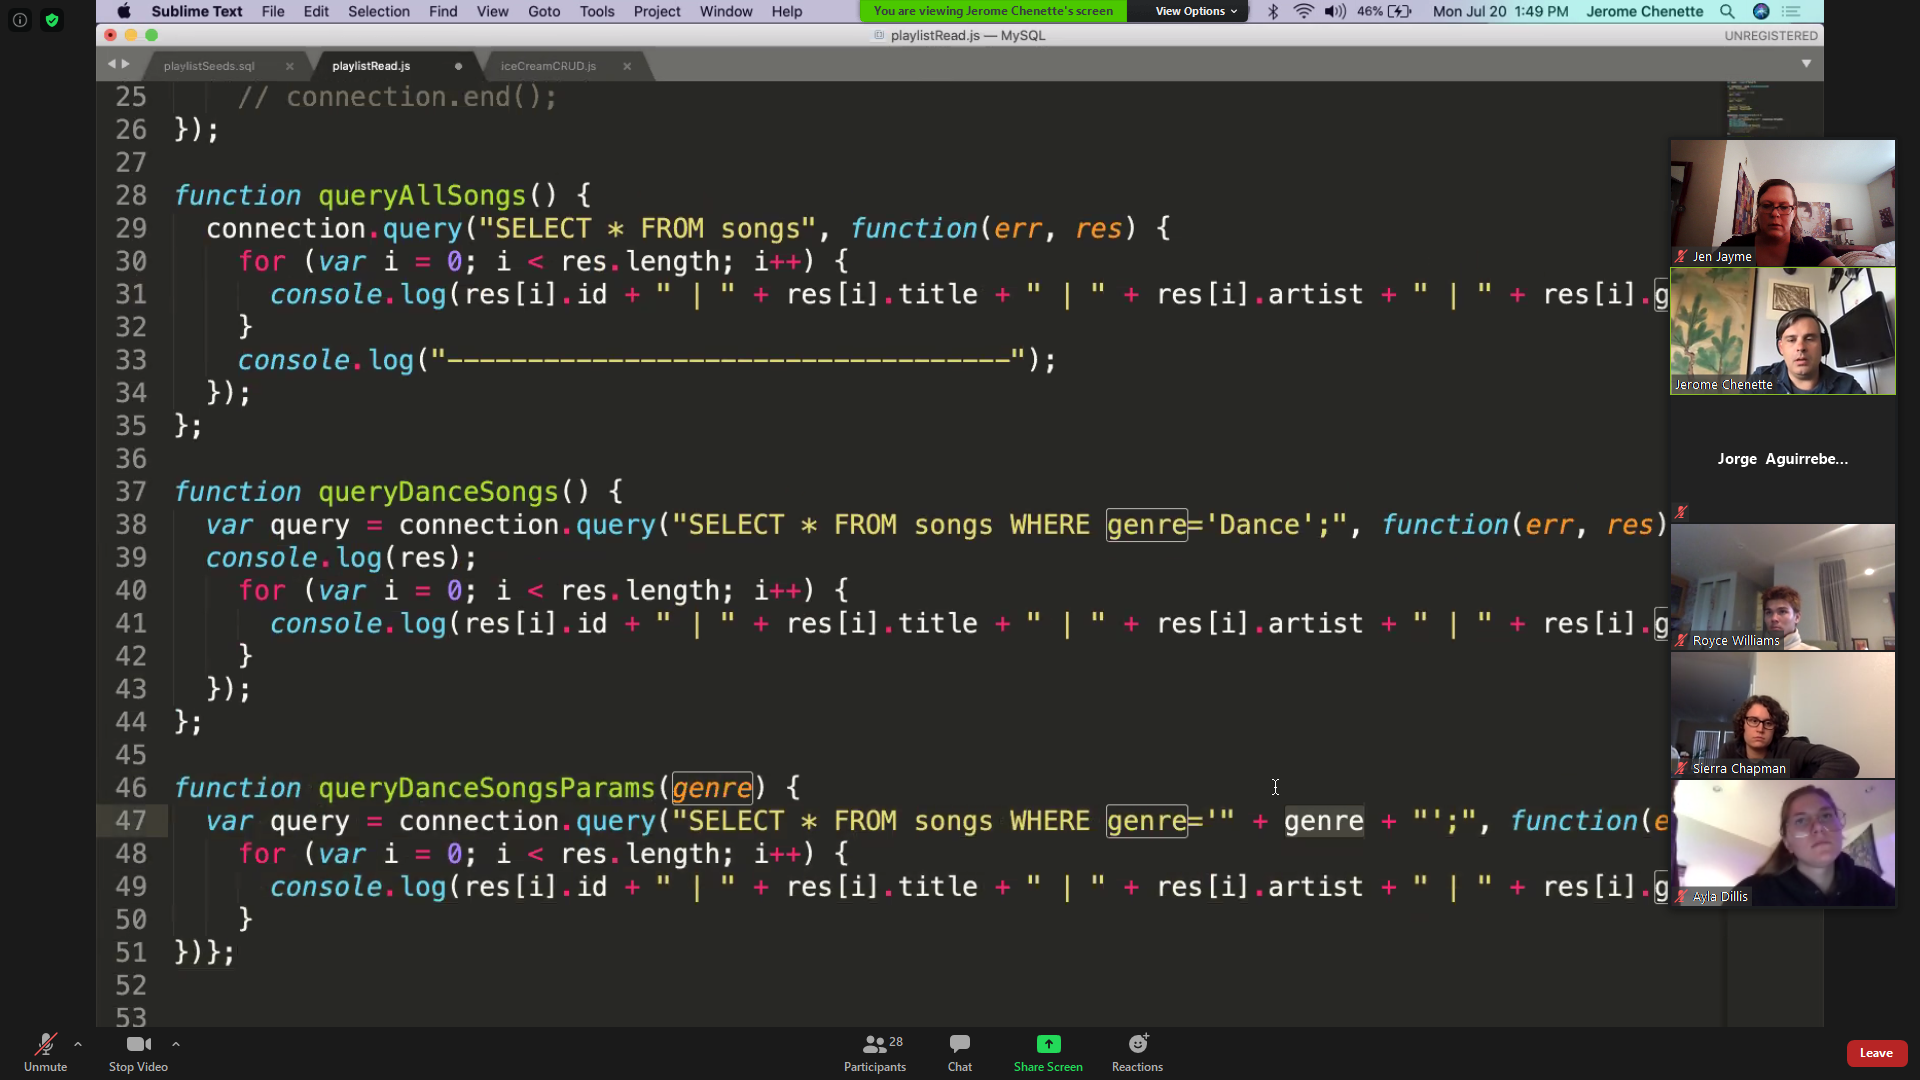 Sublime Text File Edit Selection Find View Goto Tools Project Window Help
You are viewing Jerome Chenette's screen View Options
46% Mon Jul 20 1:49 PM Jerome Chenette
playlistRead.js — MySQL
UNREGISTERED
playlistSeeds.sql × playlistRead.js iceCreamCRUD.js ×
25 // connection.end();
26 });
27
28 function queryAllSongs() {
29 connection.query("SELECT * FROM songs", function(err, res) {
30 for (var i = 0; i < res.length; i++) {
31 console.log(res[i].id + " | " + res[i].title + " | " + res[i].artist + " | " + res[i].g
32 }
33 console.log("-----------------------------------");
34 });
35 };
36
37 function queryDanceSongs() {
38 var query = connection.query("SELECT * FROM songs WHERE genre='Dance';", function(err, res)
39 console.log(res);
40 for (var i = 0; i < res.length; i++) {
41 console.log(res[i].id + " | " + res[i].title + " | " + res[i].artist + " | " + res[i].g
42 }
43 });
44 };
45
46 function queryDanceSongsParams(genre) {
47 var query = connection.query("SELECT * FROM songs WHERE genre='" + genre + "';", function(e
48 for (var i = 0; i < res.length; i++) {
49 console.log(res[i].id + " | " + res[i].title + " | " + res[i].artist + " | " + res[i].g
50 }
51 })};
52
53
Jen Jayme
Jerome Chenette
Jorge Aguirrebe...
Royce Williams
Sierra Chapman
Ayla Dillis
Unmute
Stop Video
Participants 28
Chat
Share Screen
Reactions
Leave